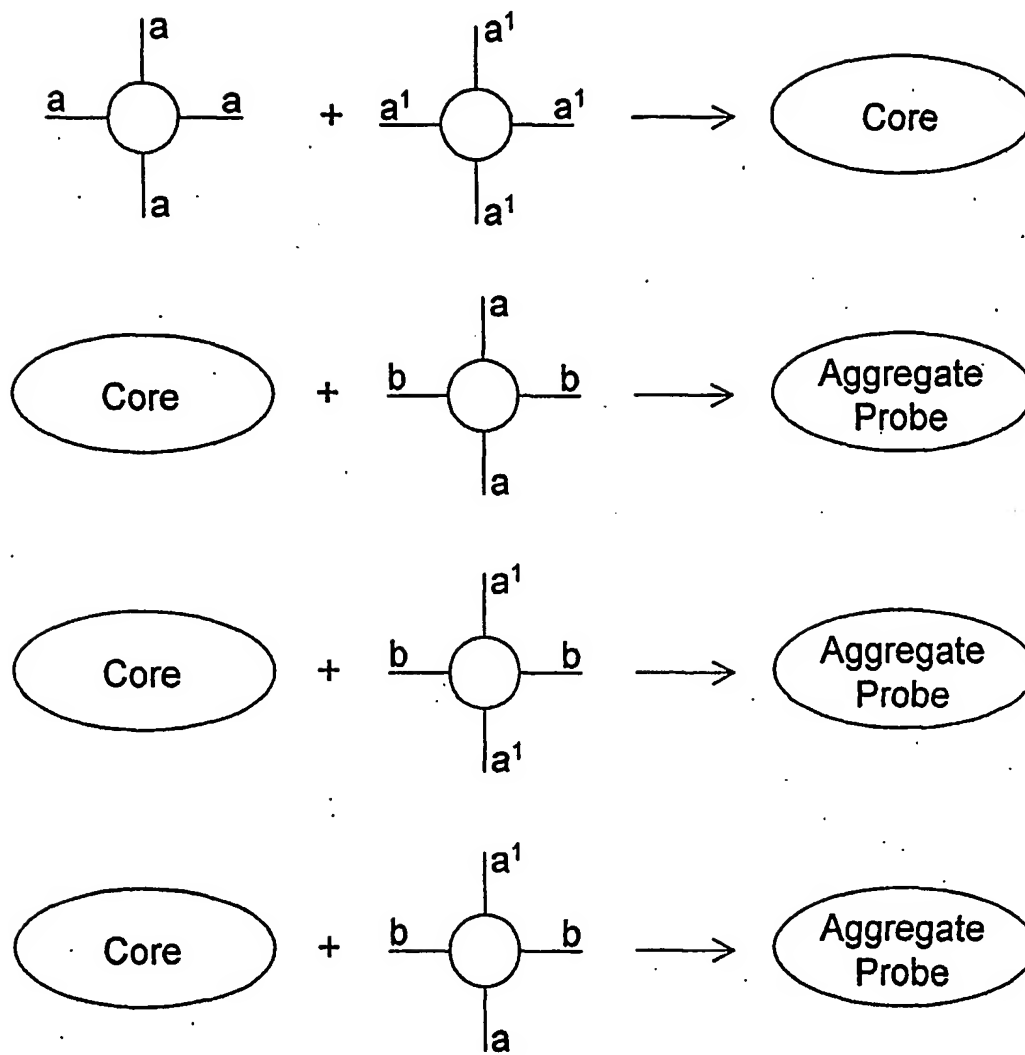 a a¹
a a + a¹ a¹ Core
a a¹
a
Core + b b Aggregate
Probe
a
a¹
Core + b b Aggregate
Probe
a¹
a¹
Core + b b Aggregate
Probe
a